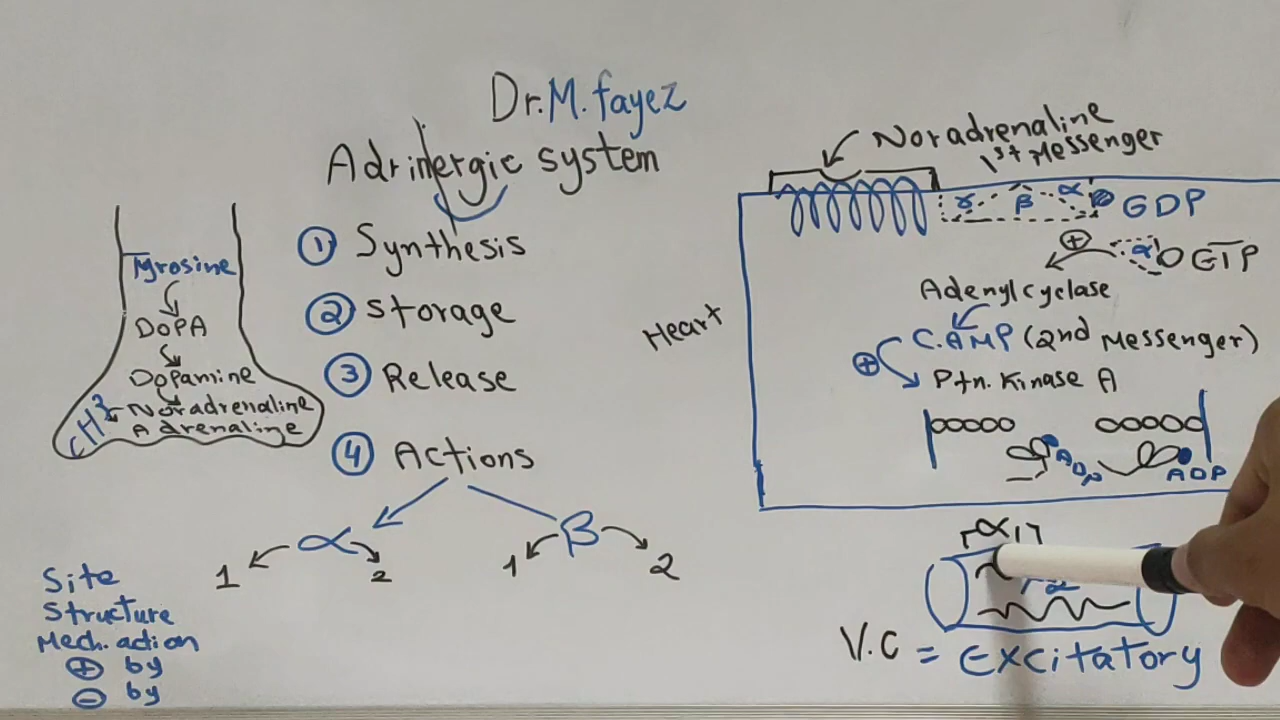 Dr.M.fayez
Adrinergic system
① Synthesis
② Storage
③ Release
④ Actions
α β
1 2 1 2
Tyrosine
DOPA
Dopamine
CH3 Noradrenaline
Adrenaline
Site
Structure
Mech. action
⊕ by
⊖ by
Noradrenaline
1st Messenger
γ β α GDP
⊕ α GTP
Adenylcyclase
C.AMP (2nd Messenger)
⊕ Ptn. Kinase A
ADP ADP
Heart
α1
V.C = Excitatory